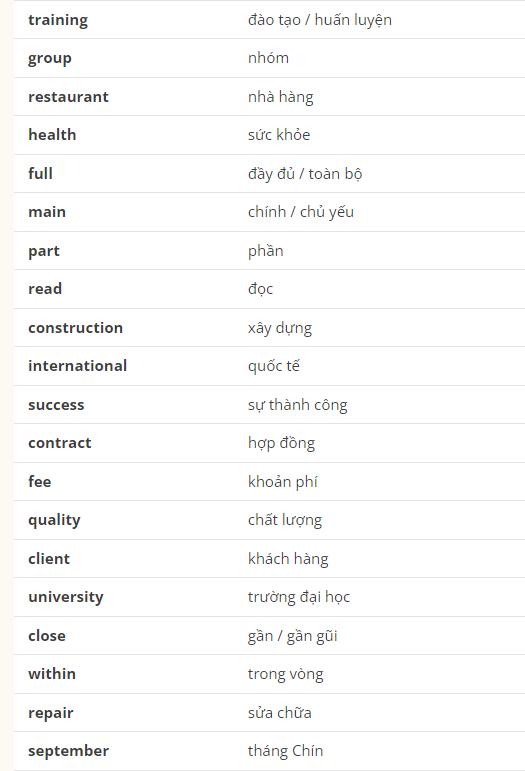 training đào tạo / huấn luyện
group nhóm
restaurant nhà hàng
health sức khỏe
full đầy đủ / toàn bộ
main chính / chủ yếu
part phần
read đọc
construction xây dựng
international quốc tế
success sự thành công
contract hợp đồng
fee khoản phí
quality chất lượng
client khách hàng
university trường đại học
close gần / gần gũi
within trong vòng
repair sửa chữa
september tháng Chín